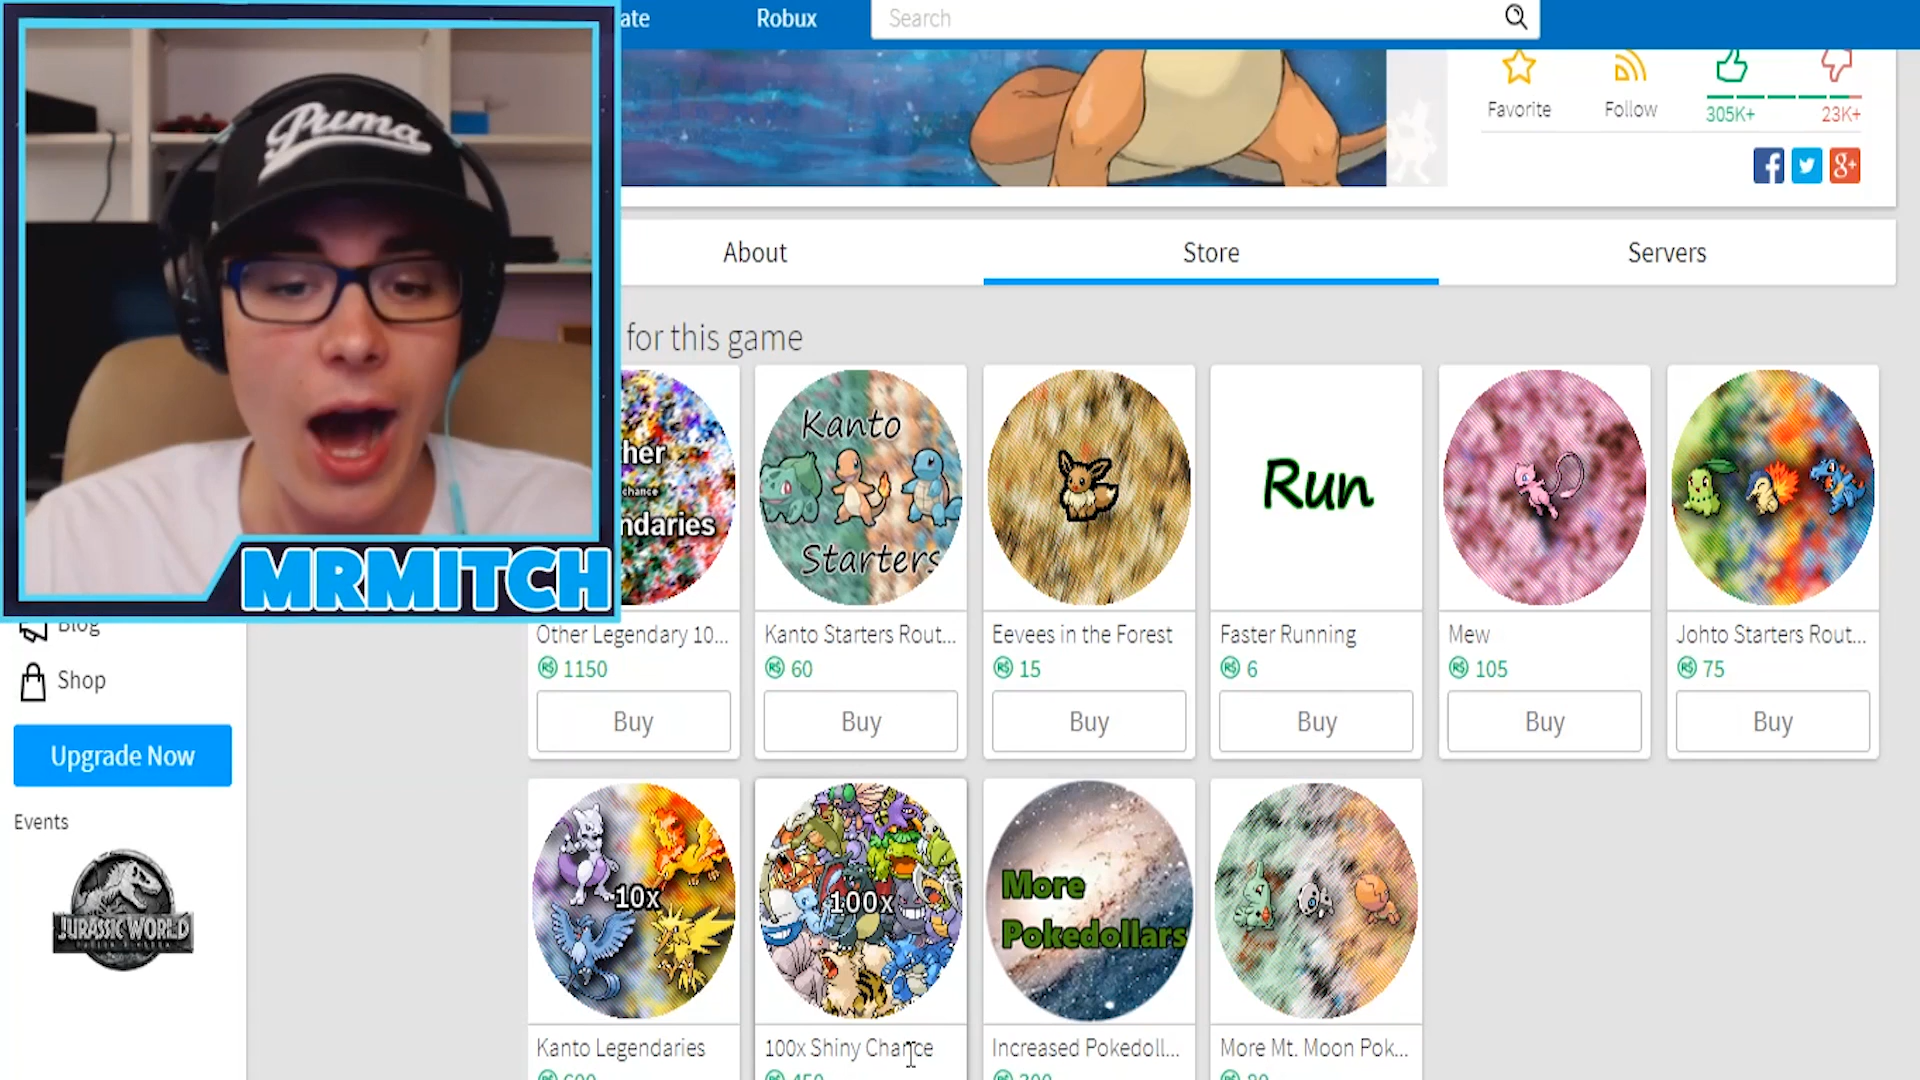 ate
Robux
Search
Puma
Favorite
Follow
305K+
23K+
About
Store
Servers
for this game
her
chance
ndaries
Kanto
Starters
Run
MRMITCH
Other Legendary 10...
Kanto Starters Rout...
Eevees in the Forest
Faster Running
Mew
Johto Starters Rout...
R$ 1150
R$ 60
R$ 15
R$ 6
R$ 105
R$ 75
Buy
Buy
Buy
Buy
Buy
Buy
Blog
Shop
Upgrade Now
Events
JURASSIC WORLD
10x
100x
More
Pokedollars
Kanto Legendaries
100x Shiny Chance
Increased Pokedoll...
More Mt. Moon Pok...